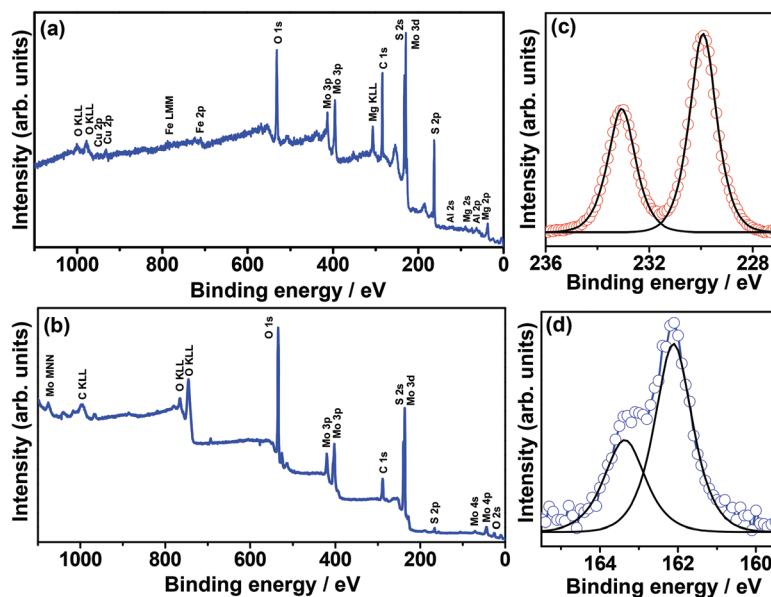 (a)
Intensity (arb. units)
O KLL
O KLL
Cu 2p
Cu 2p
Fe LMM
Fe 2p
O 1s
Mo 3p
Mo 3p
Mg KLL
C 1s
S 2s
Mo 3d
S 2p
Al 2s
Mg 2s
Al 2p
Mg 2p
1000 800 600 400 200 0
Binding energy / eV
(c)
Intensity (arb. units)
236 232 228
Binding energy / eV
(b)
Intensity (arb. units)
Mo MNN
C KLL
O KLL
O KLL
O 1s
Mo 3p
Mo 3p
C 1s
S 2s
Mo 3d
S 2p
Mo 4s
Mo 4p
O 2s
1000 800 600 400 200 0
Binding energy / eV
(d)
Intensity (arb. units)
164 162 160
Binding energy / eV